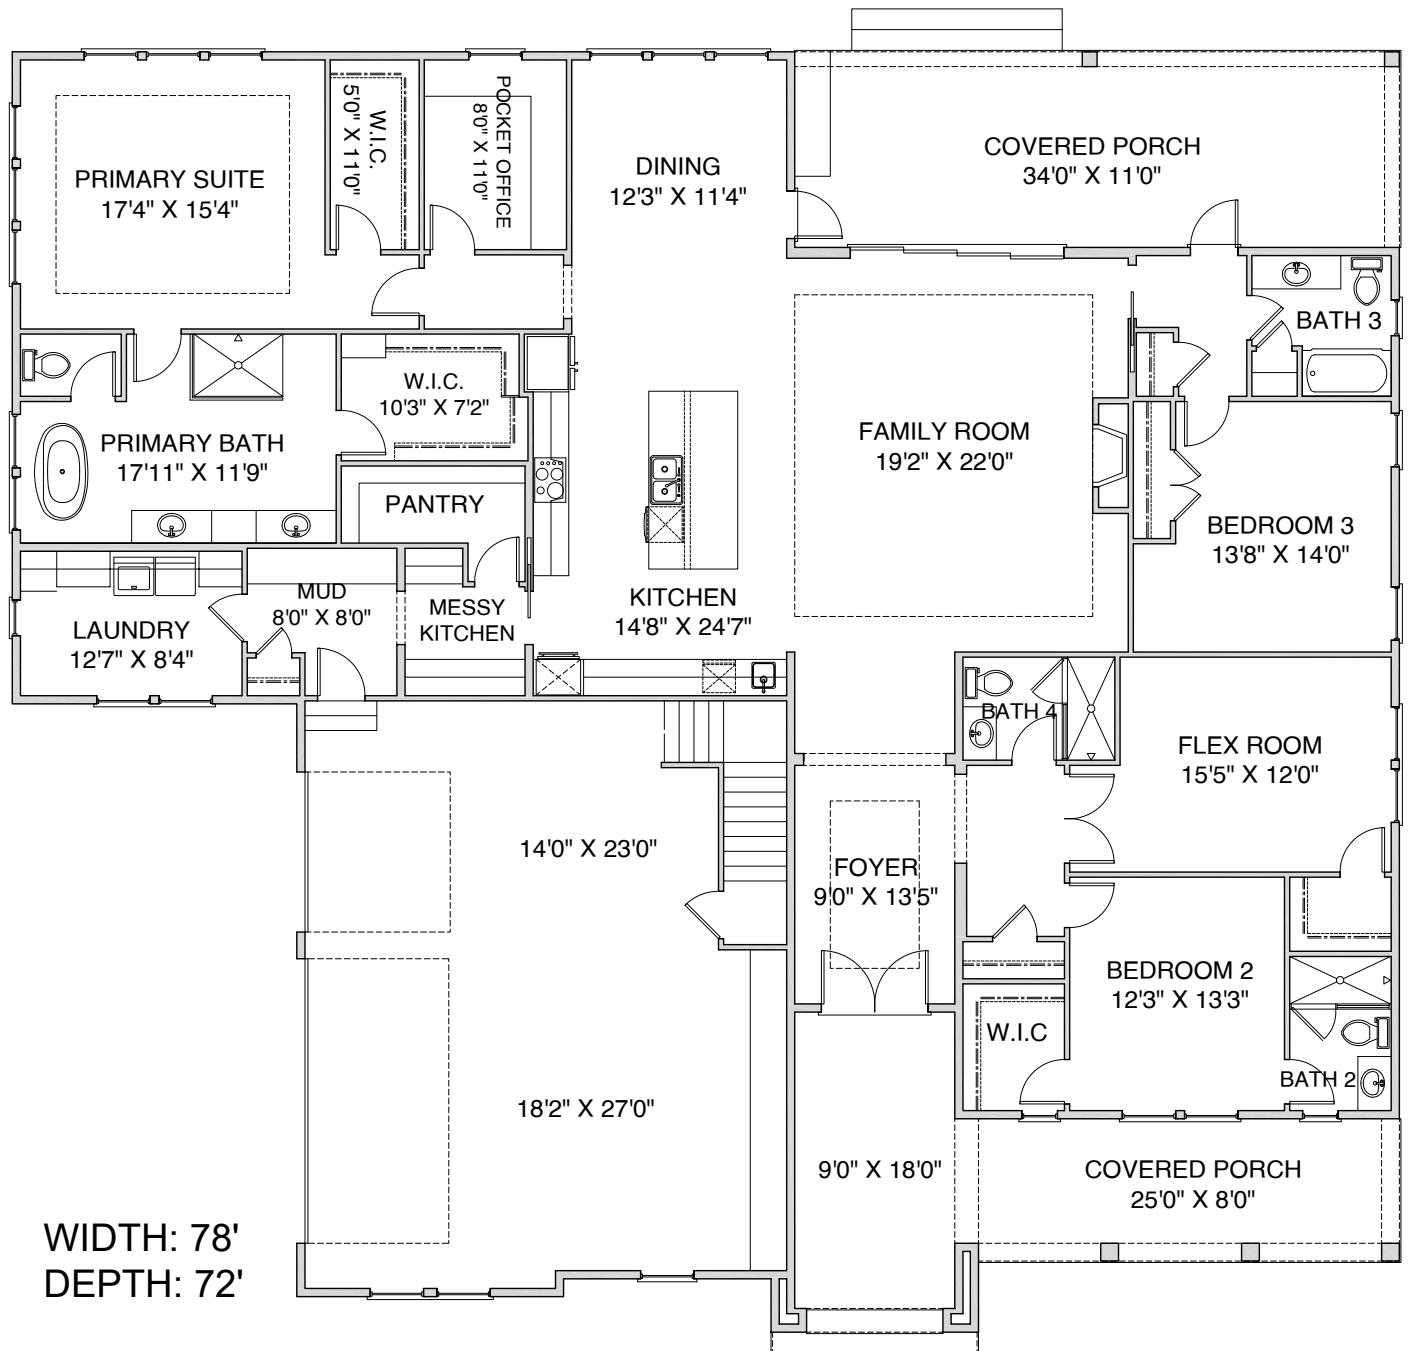 PRIMARY SUITE
17'4" X 15'4"
W.I.C.
5'0" X 11'0"
POCKET OFFICE
8'0" X 11'0"
DINING
12'3" X 11'4"
COVERED PORCH
34'0" X 11'0"
BATH 3
W.I.C.
10'3" X 7'2"
PRIMARY BATH
17'11" X 11'9"
PANTRY
FAMILY ROOM
19'2" X 22'0"
BEDROOM 3
13'8" X 14'0"
LAUNDRY
12'7" X 8'4"
MUD
8'0" X 8'0"
MESSY
KITCHEN
KITCHEN
14'8" X 24'7"
BATH 4
FLEX ROOM
15'5" X 12'0"
14'0" X 23'0"
FOYER
9'0" X 13'5"
BEDROOM 2
12'3" X 13'3"
W.I.C
BATH 2
18'2" X 27'0"
9'0" X 18'0"
COVERED PORCH
25'0" X 8'0"
WIDTH: 78'
DEPTH: 72'